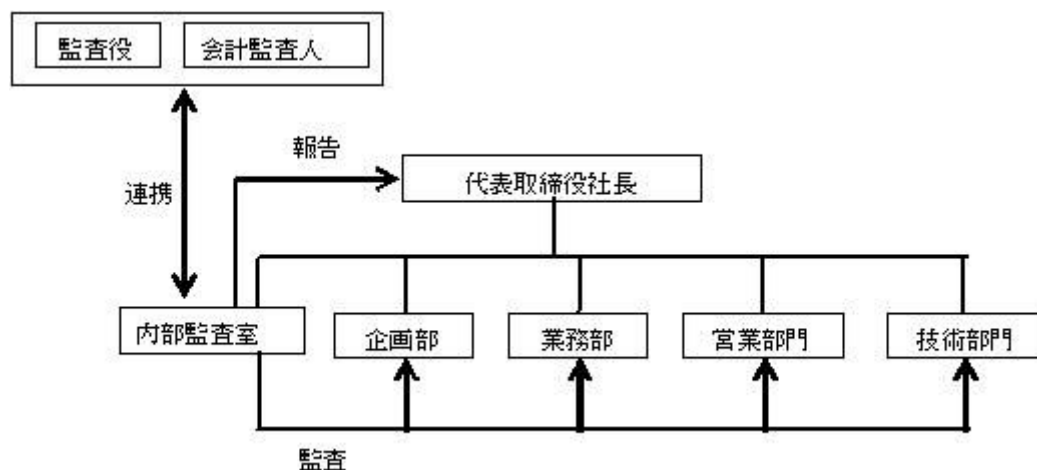 監査役 会計監査人
報告
代表取締役社長
連携
内部監査室 企画部 業務部 営業部門 技術部門
監査